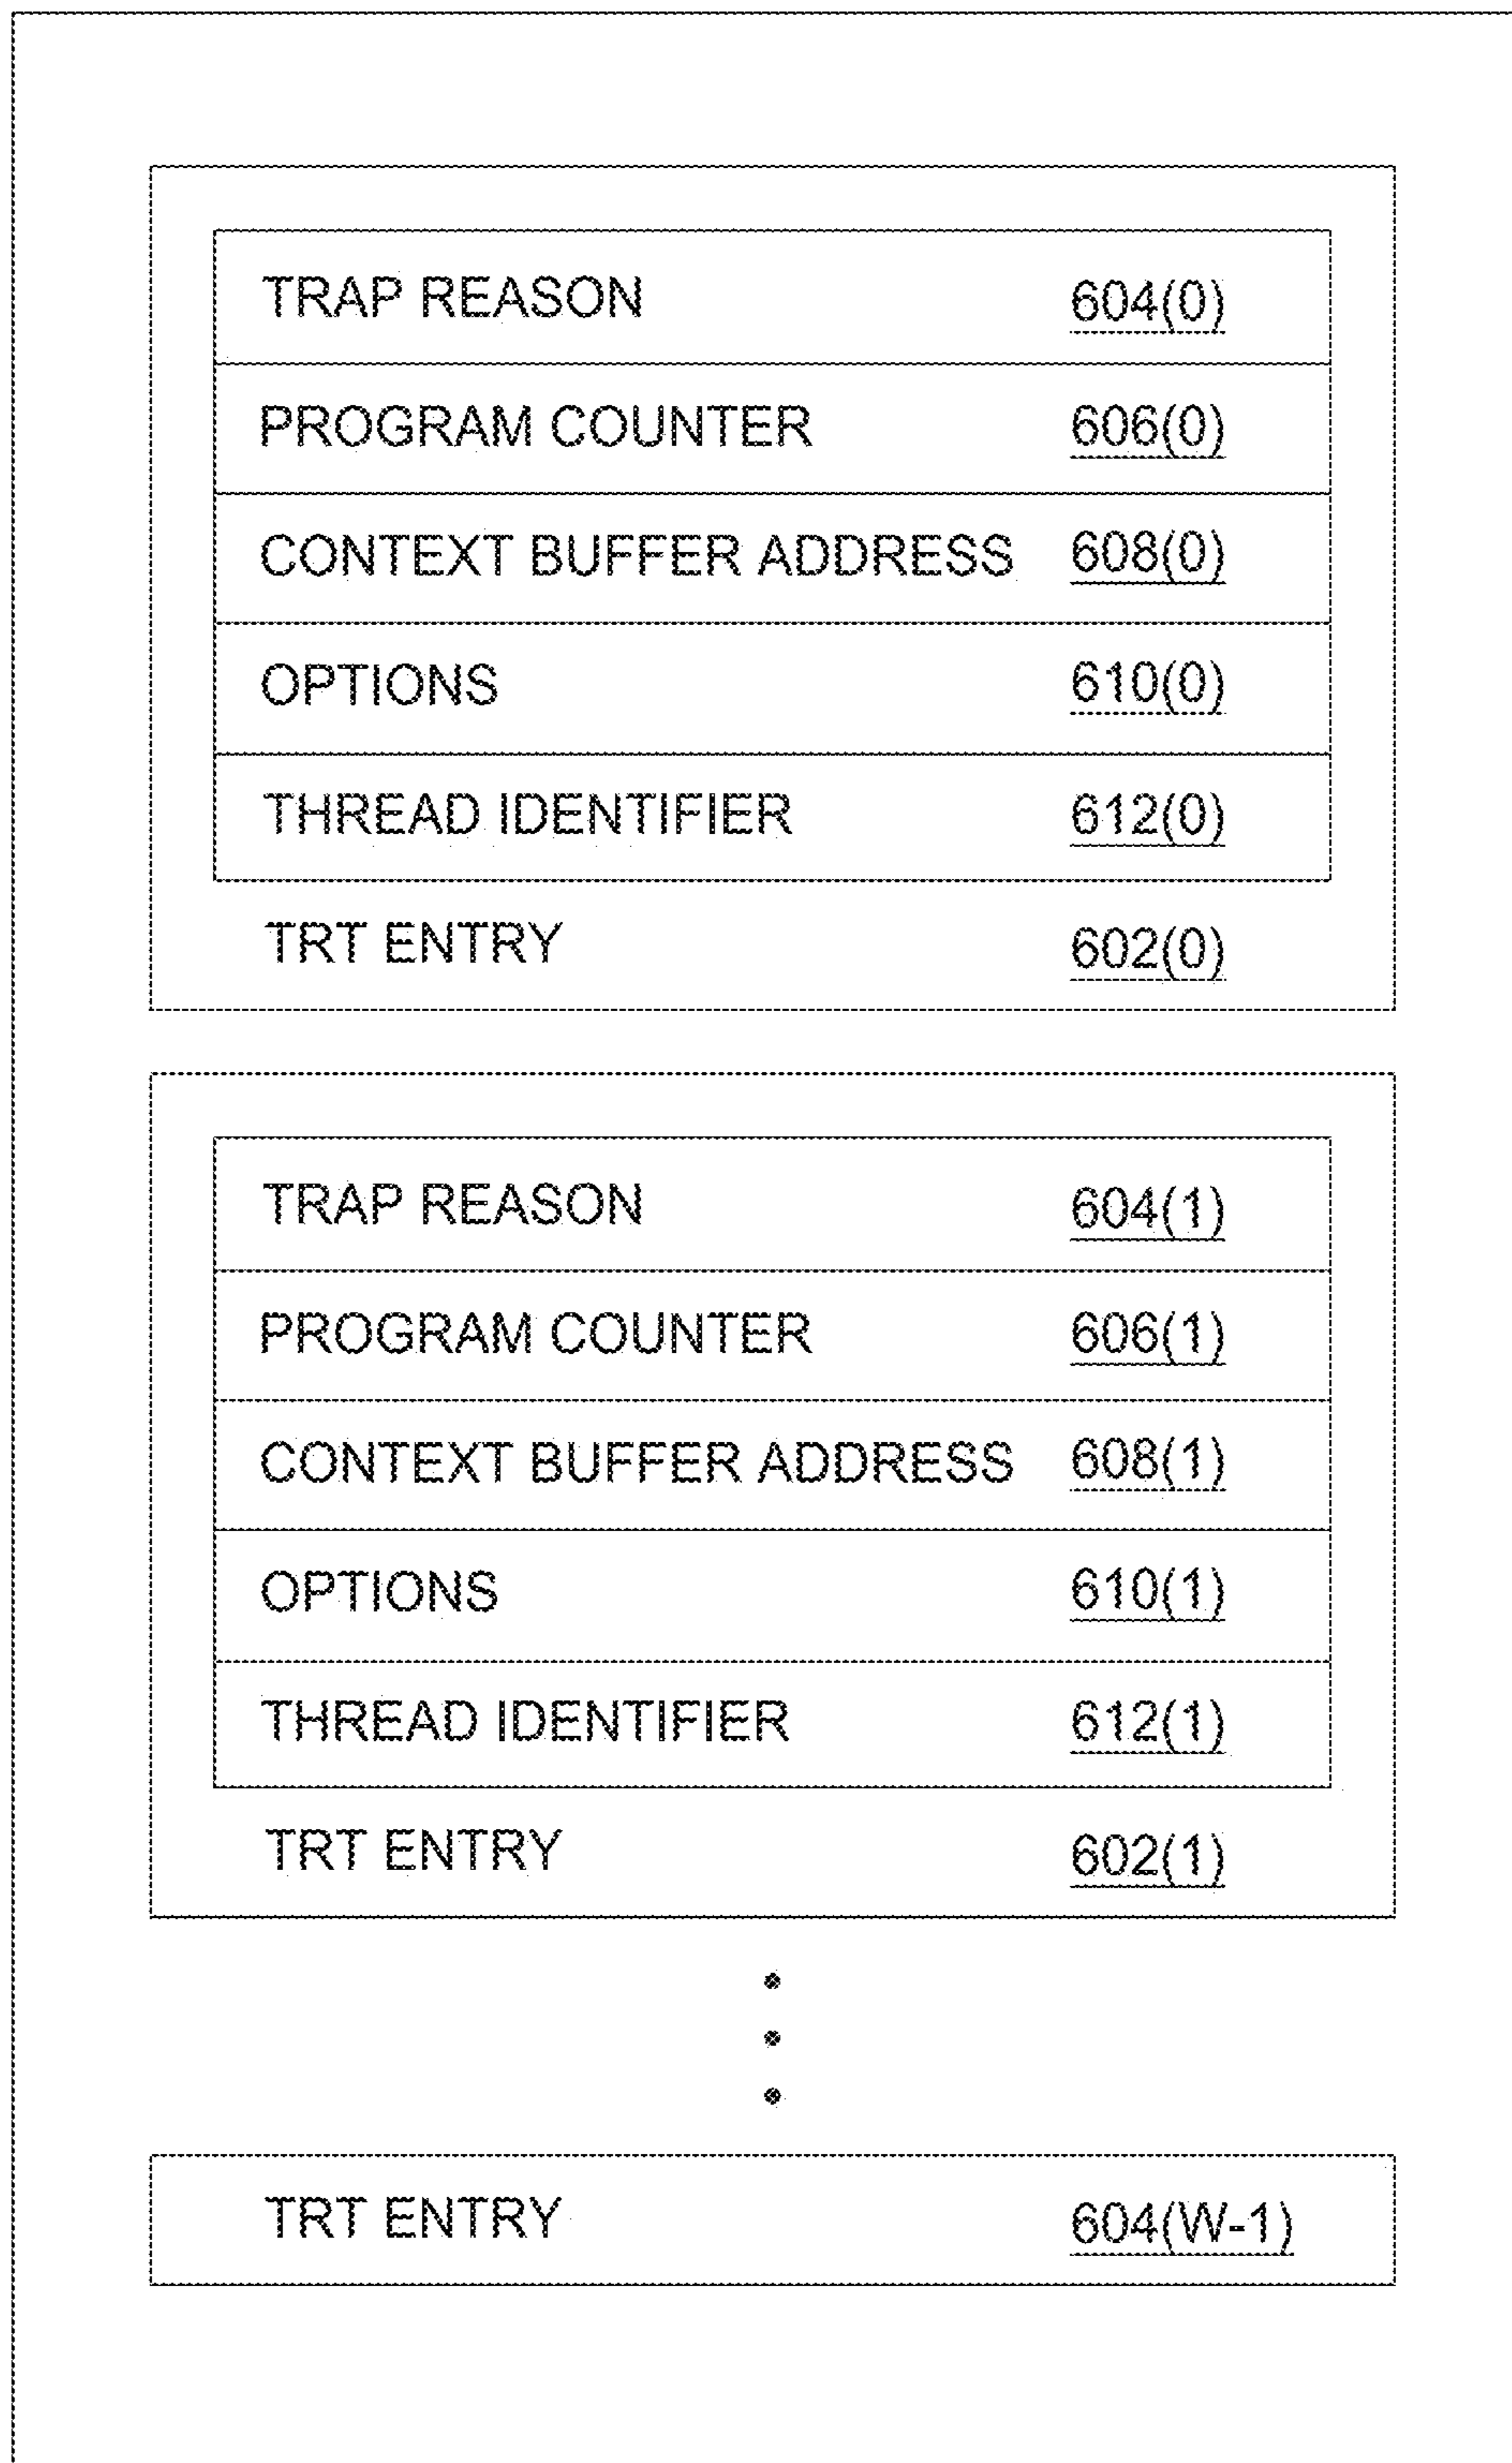 TRAP REASON 604(0)
PROGRAM COUNTER 606(0)
CONTEXT BUFFER ADDRESS 608(0)
OPTIONS 610(0)
THREAD IDENTIFIER 612(0)
TRT ENTRY 602(0)
TRAP REASON 604(1)
PROGRAM COUNTER 606(1)
CONTEXT BUFFER ADDRESS 608(1)
OPTIONS 610(1)
THREAD IDENTIFIER 612(1)
TRT ENTRY 602(1)
TRT ENTRY 604(W-1)